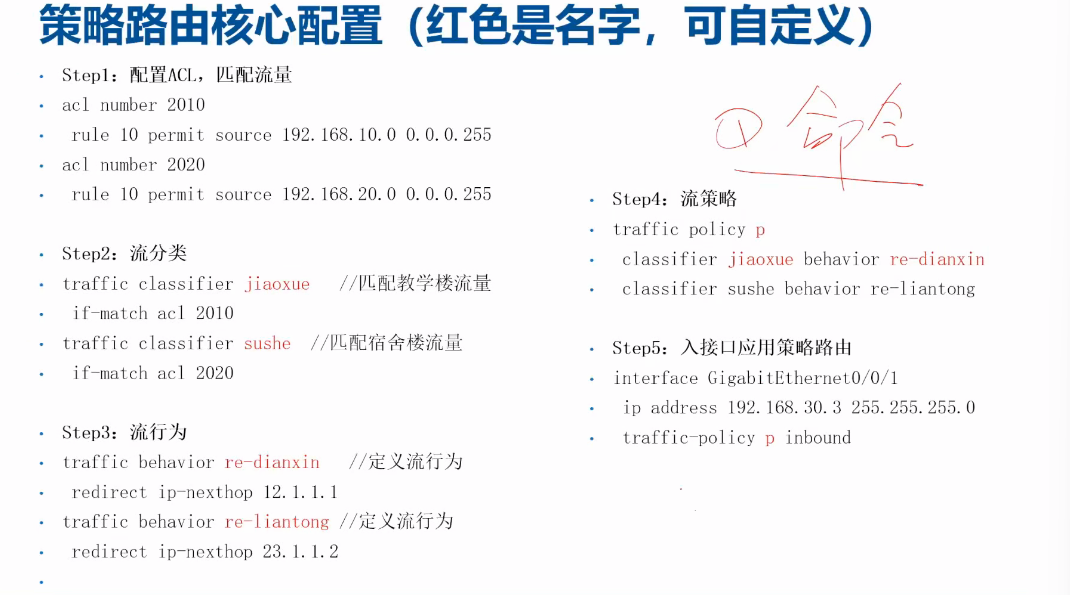 策略路由核心配置（红色是名字，可自定义）
Step1：配置ACL，匹配流量
acl number 2010
rule 10 permit source 192.168.10.0 0.0.0.255
acl number 2020
rule 10 permit source 192.168.20.0 0.0.0.255
Step2：流分类
traffic classifier jiaoxue //匹配教学楼流量
if-match acl 2010
traffic classifier sushe //匹配宿舍楼流量
if-match acl 2020
Step3：流行为
traffic behavior re-dianxin //定义流行为
redirect ip-nexthop 12.1.1.1
traffic behavior re-liantong //定义流行为
redirect ip-nexthop 23.1.1.2
① 命令
Step4：流策略
traffic policy p
classifier jiaoxue behavior re-dianxin
classifier sushe behavior re-liantong
Step5：入接口应用策略路由
interface GigabitEthernet0/0/1
ip address 192.168.30.3 255.255.255.0
traffic-policy p inbound